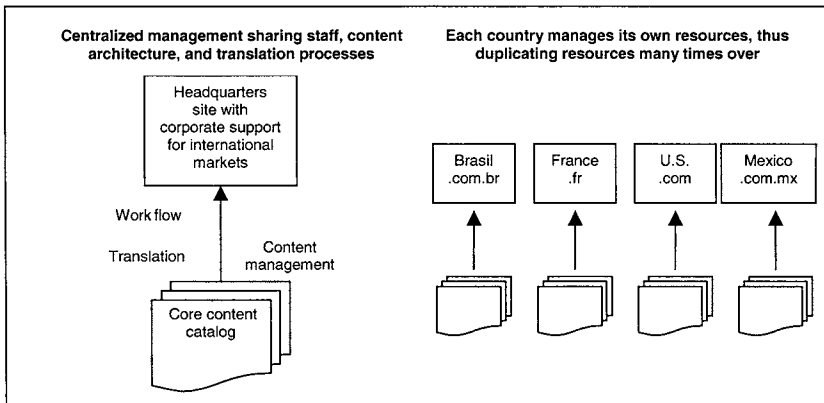 Centralized management sharing staff, content
architecture, and translation processes
Headquarters
site with
corporate support
for international
markets
Work flow
Translation
Content
management
Core content
catalog
Each country manages its own resources, thus
duplicating resources many times over
Brasil
.com.br
France
.fr
U.S.
.com
Mexico
.com.mx